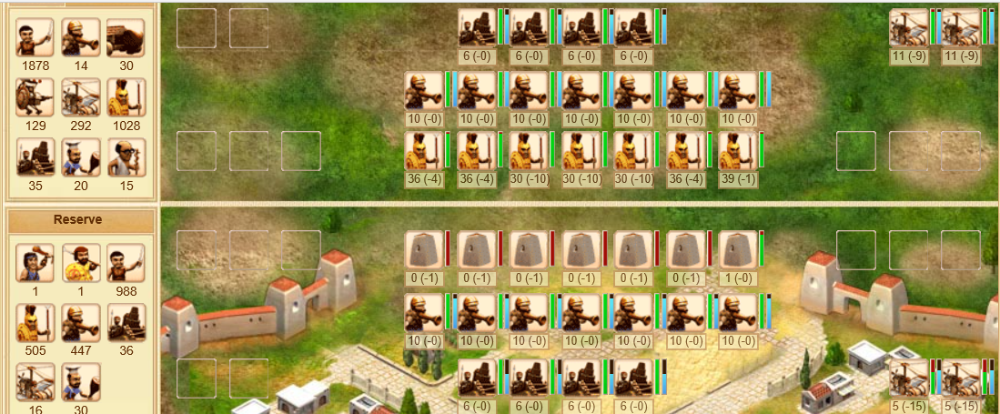 1878 14 30
129 292 1028
35 20 15
6 (-0) 6 (-0) 6 (-0) 6 (-0) 11 (-9) 11 (-9)
10 (-0) 10 (-0) 10 (-0) 10 (-0) 10 (-0) 10 (-0) 10 (-0)
36 (-4) 36 (-4) 30 (-10) 30 (-10) 30 (-10) 36 (-4) 39 (-1)
Reserve
1 1 988
505 447 36
16 30
0 (-1) 0 (-1) 0 (-1) 0 (-1) 0 (-1) 0 (-1) 1 (-0)
10 (-0) 10 (-0) 10 (-0) 10 (-0) 10 (-0) 10 (-0) 10 (-0)
6 (-0) 6 (-0) 6 (-0) 6 (-0) 5 (-15) 5 (-15)